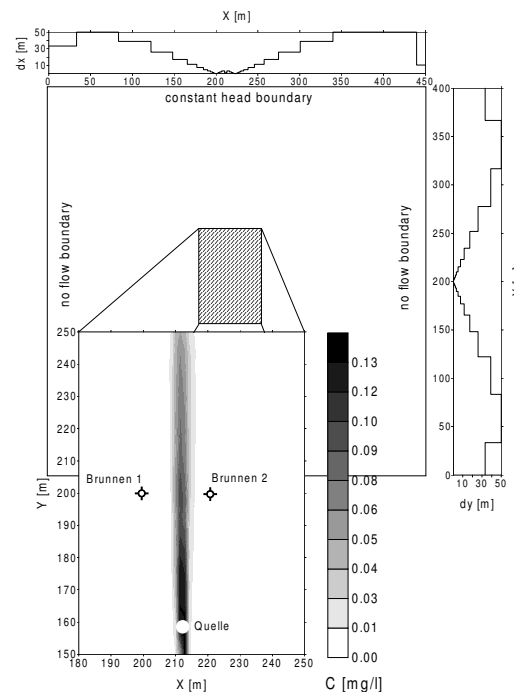 X [m]
0 50 100 150 200 250 300 350 400 450
dx [m]
50
30
10
constant head boundary
no flow boundary
no flow boundary
400
350
300
250
200
150
100
50
0
10 20 30 40 50
dy [m]
250
240
230
220
210
200
190
180
170
160
150
Y [m]
Brunnen 1
Brunnen 2
Quelle
180 190 200 210 220 230 240 250
X [m]
0.13
0.12
0.10
0.09
0.08
0.06
0.05
0.04
0.03
0.01
0.00
C [mg/l]